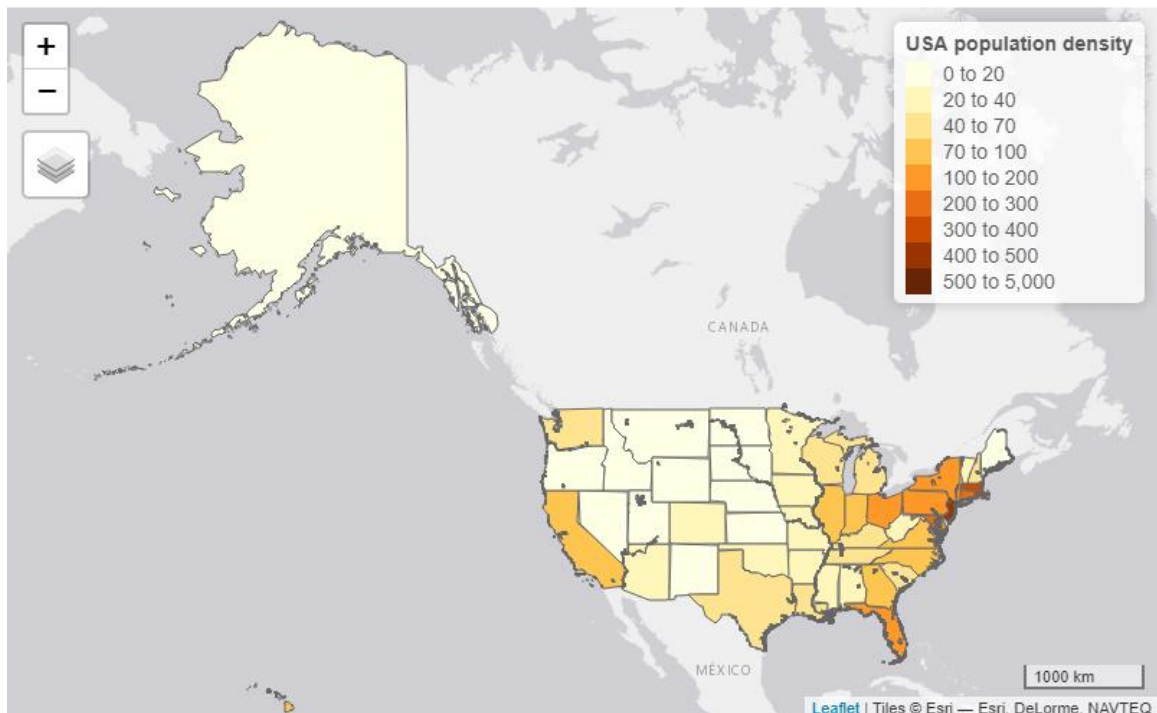 +
−
USA population density
0 to 20
20 to 40
40 to 70
70 to 100
100 to 200
200 to 300
300 to 400
400 to 500
500 to 5,000
CANADA
MÉXICO
1000 km
Leaflet | Tiles © Esri — Esri, DeLorme, NAVTEQ